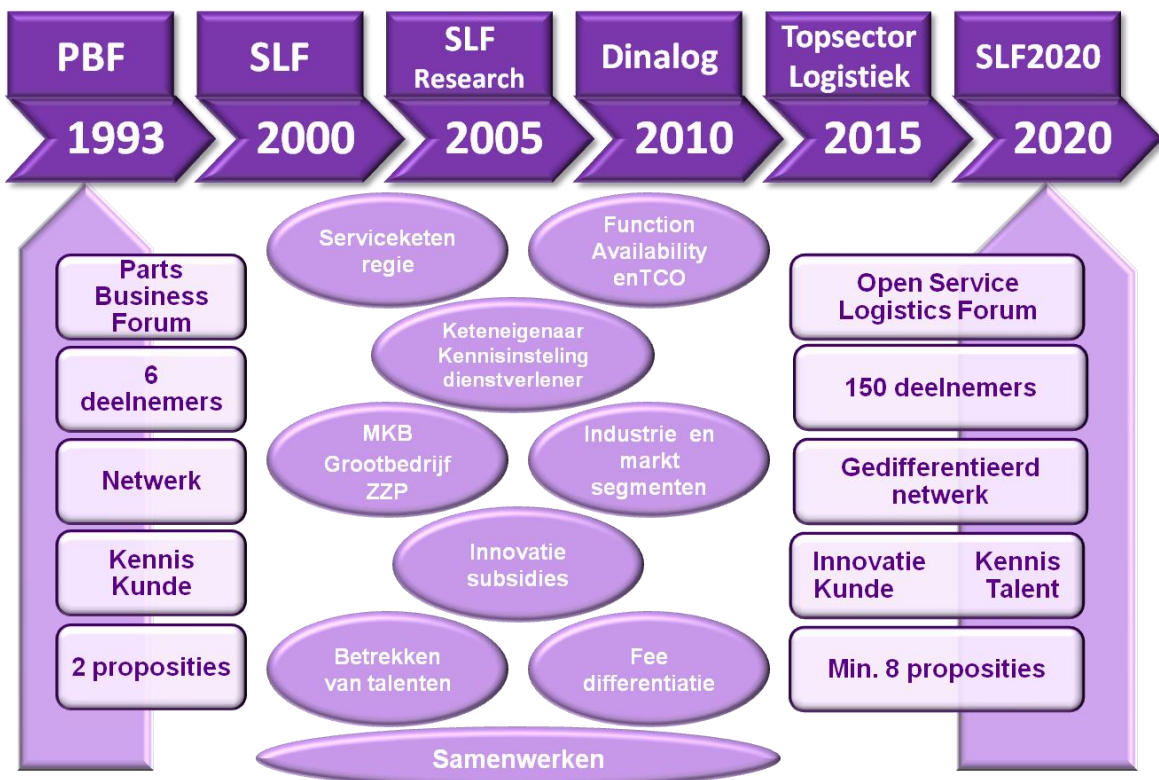 PBF
SLF
SLF
Research
Dinalog
Topsector
Logistiek
SLF2020
1993
2000
2005
2010
2015
2020
Parts
Business
Forum
6
deelnemers
Netwerk
Kennis
Kunde
2 proposities
Serviceketen
regie
Function
Availability
enTCO
Keteneigenaar
Kennisinsteling
dienstverlener
MKB
Grootbedrijf
ZZP
Industrie en
markt
segmenten
Innovatie
subsidies
Betrekken
van talenten
Fee
differentiatie
Samenwerken
Open Service
Logistics Forum
150 deelnemers
Gedifferentieerd
netwerk
Innovatie Kennis
Kunde Talent
Min. 8 proposities